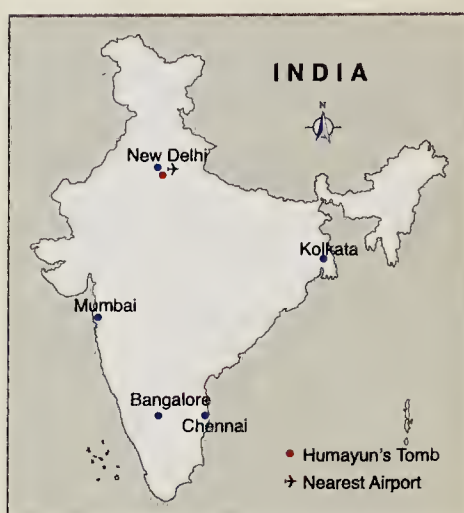 INDIA
N
New Delhi
Kolkata
Mumbai
Bangalore
Chennai
Humayun's Tomb
Nearest Airport